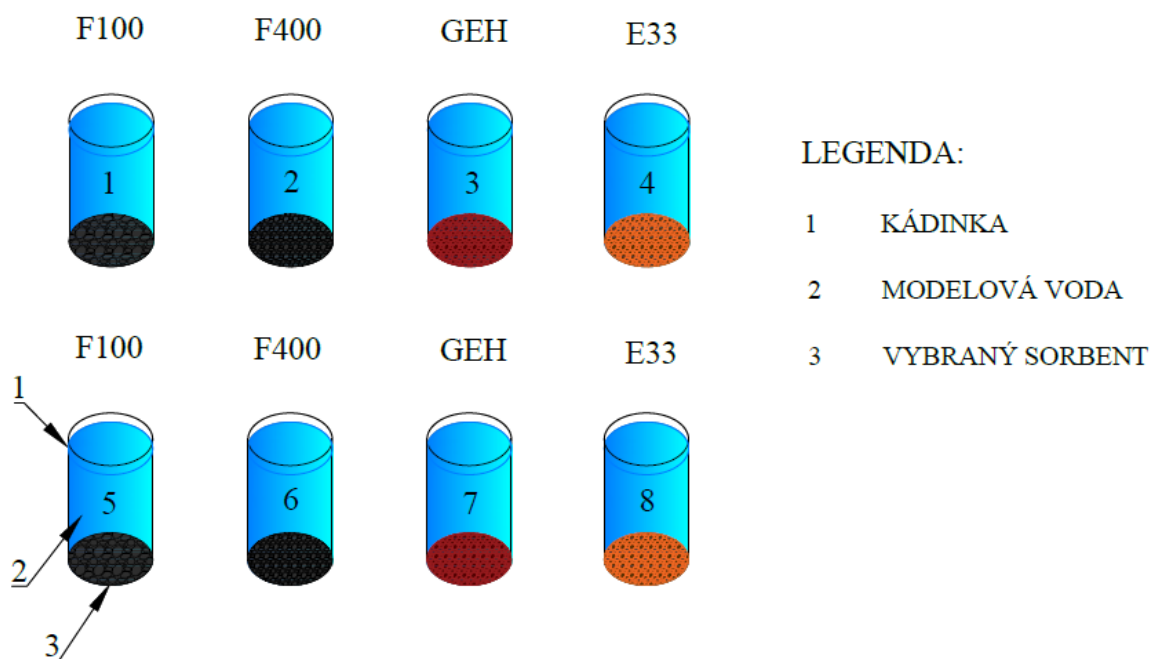 F100 F400 GEH E33
1 2 3 4
LEGENDA:
1 KÁDINKA
2 MODELOVÁ VODA
3 VYBRANÝ SORBENT
F100 F400 GEH E33
1
5 6 7 8
2
3